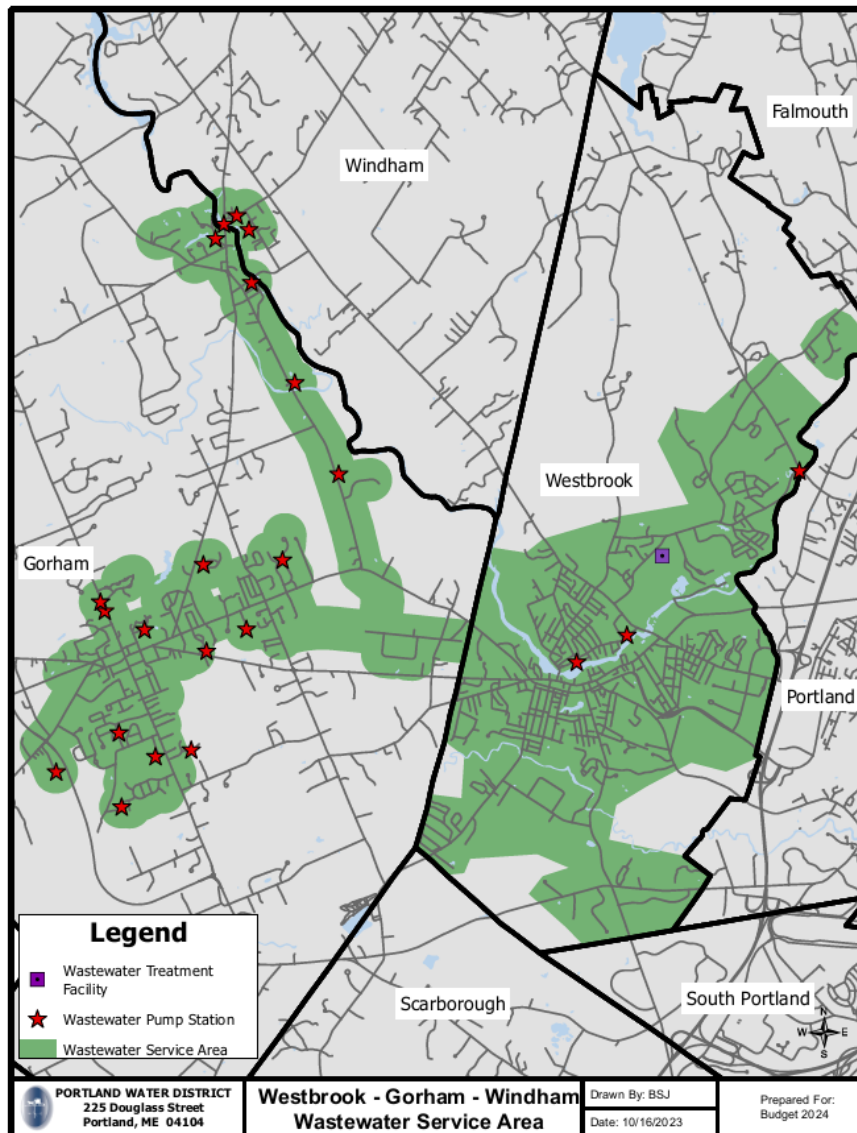 Falmouth
Windham
Westbrook
Gorham
Portland
Legend
Wastewater Treatment
Facility
Wastewater Pump Station
Wastewater Service Area
Scarborough
South Portland
N
W E
S
PORTLAND WATER DISTRICT
225 Douglass Street
Portland, ME 04104
Westbrook - Gorham - Windham
Wastewater Service Area
Drawn By: BSJ
Date: 10/16/2023
Prepared For:
Budget 2024